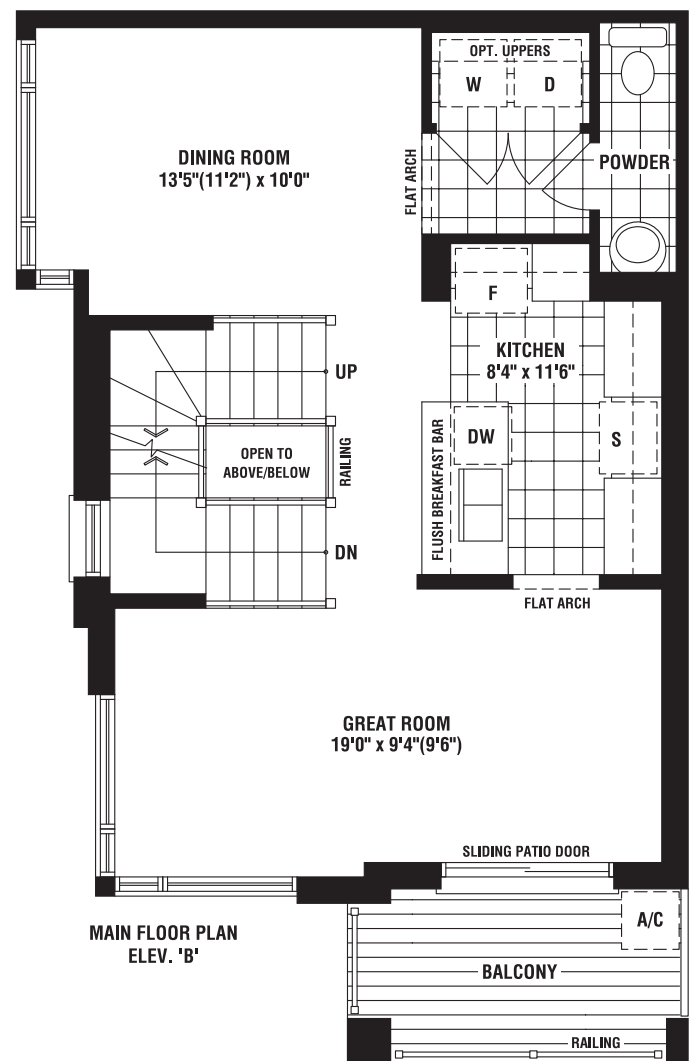 OPT. UPPERS
W
D
DINING ROOM
13'5"(11'2") x 10'0"
FLAT ARCH
POWDER
F
KITCHEN
8'4" x 11'6"
UP
OPEN TO
ABOVE/BELOW
RAILING
FLUSH BREAKFAST BAR
DW
S
DN
FLAT ARCH
GREAT ROOM
19'0" x 9'4"(9'6")
SLIDING PATIO DOOR
MAIN FLOOR PLAN
ELEV. 'B'
A/C
BALCONY
RAILING